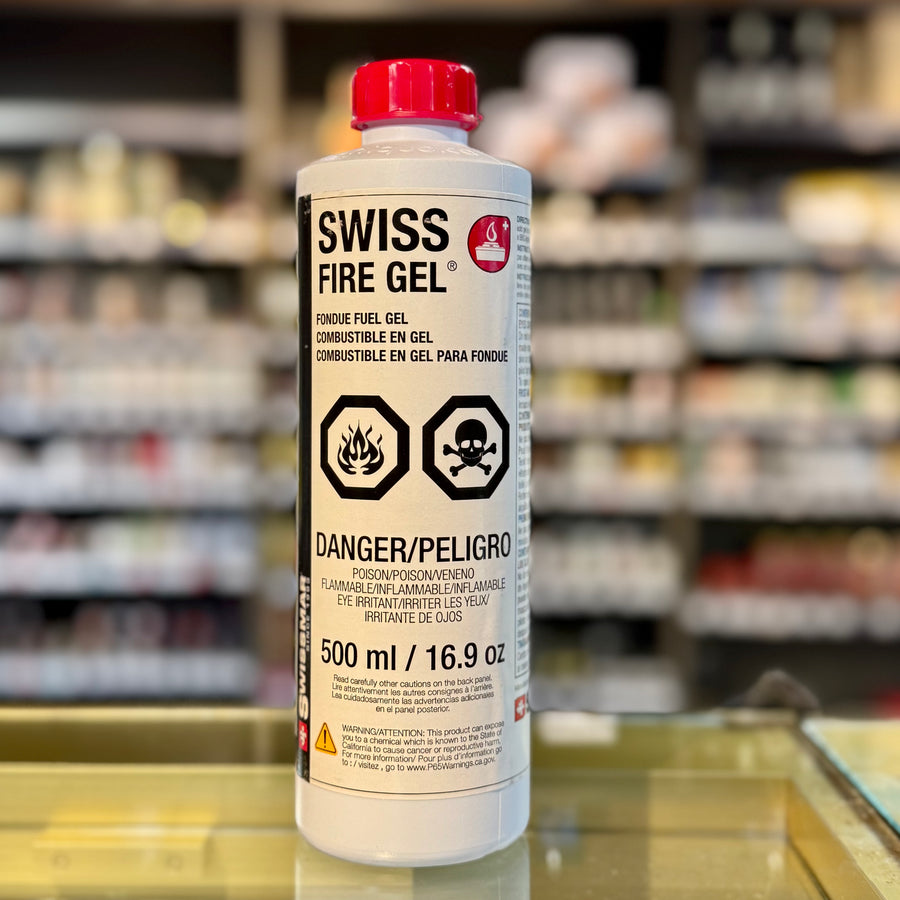 SWISS
FIRE GEL®
FONDUE FUEL GEL
COMBUSTIBLE EN GEL
COMBUSTIBLE EN GEL PARA FONDUE
DANGER/PELIGRO
POISON/POISON/VENENO
FLAMMABLE/INFLAMMABLE/INFLAMABLE
EYE IRRITANT/IRRITER LES YEUX/
IRRITANTE DE OJOS
500 ml / 16.9 oz
Read carefully other cautions on the back panel.
Lire attentivement les autres consignes à l'arrière.
Lea cuidadosamente las advertencias adicionales
en el panel posterior.
WARNING/ATTENTION: This product can expose
you to a chemical which is known to the State of
California to cause cancer or reproductive harm.
For more information/ Pour plus d'information go
to : / visitez , go to www.P65Warnings.ca.gov.
SWISSMAR